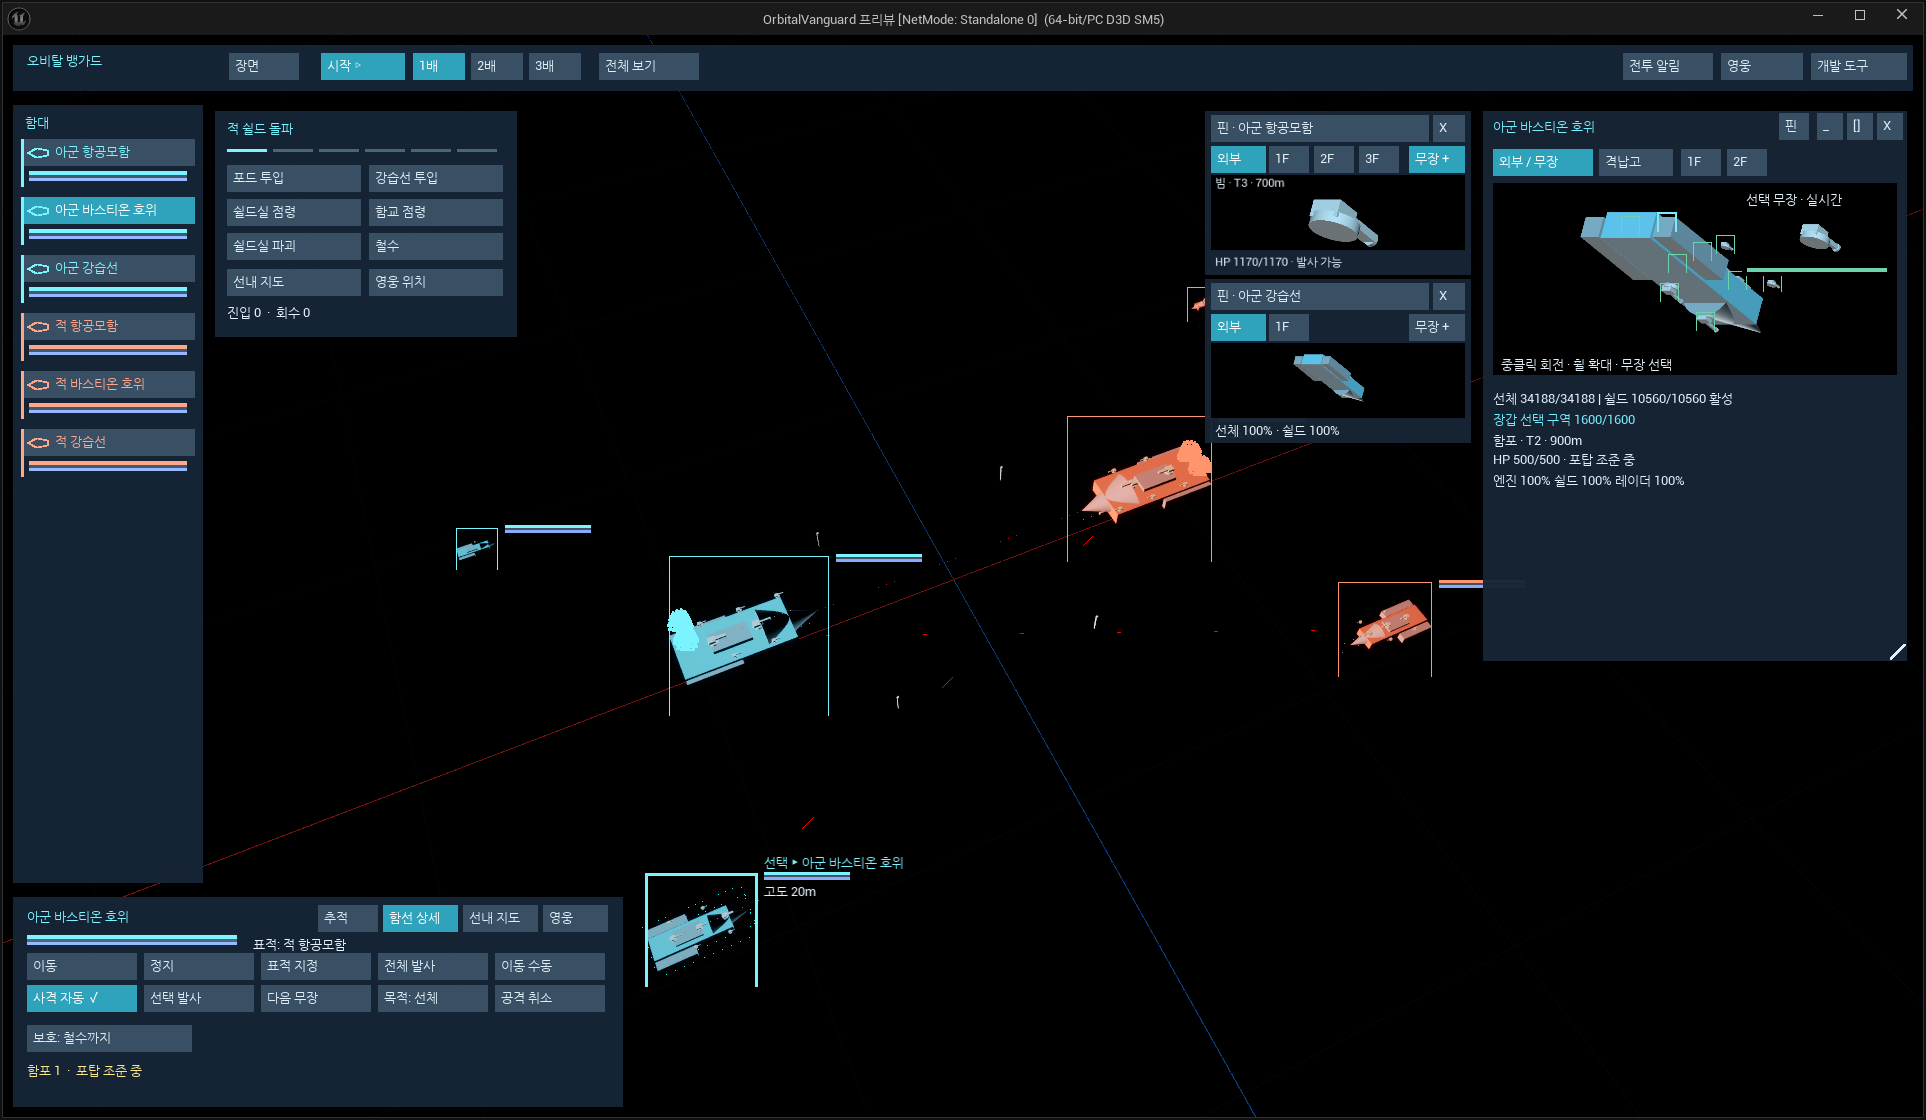 OrbitalVanguard 프리뷰 [NetMode: Standalone 0] (64-bit/PC D3D SM5)
오비탈 뱅가드
장면
시작 ▷
1배
2배
3배
전체 보기
전투 알림
영웅
개발 도구
함대
아군 항공모함
아군 바스티온 호위
아군 강습선
적 항공모함
적 바스티온 호위
적 강습선
적 쉴드 돌파
포드 투입
강습선 투입
쉴드실 점령
함교 점령
쉴드실 파괴
철수
선내 지도
영웅 위치
진입 0 · 회수 0
핀 · 아군 항공모함
X
외부
1F
2F
3F
무장 +
빔 · T3 · 700m
HP 1170/1170 · 발사 가능
핀 · 아군 강습선
X
외부
1F
무장 +
선체 100% · 쉴드 100%
아군 바스티온 호위
핀
_
[]
X
외부 / 무장
격납고
1F
2F
선택 무장 · 실시간
중클릭 회전 · 휠 확대 · 무장 선택
선체 34188/34188 | 쉴드 10560/10560 활성
장갑 선택 구역 1600/1600
함포 · T2 · 900m
HP 500/500 · 포탑 조준 중
엔진 100% 쉴드 100% 레이더 100%
선택 ▸ 아군 바스티온 호위
고도 20m
아군 바스티온 호위
추적
함선 상세
선내 지도
영웅
표적: 적 항공모함
이동
정지
표적 지정
전체 발사
이동 수동
사격 자동 √
선택 발사
다음 무장
목적: 선체
공격 취소
보호: 철수까지
함포 1 · 포탑 조준 중